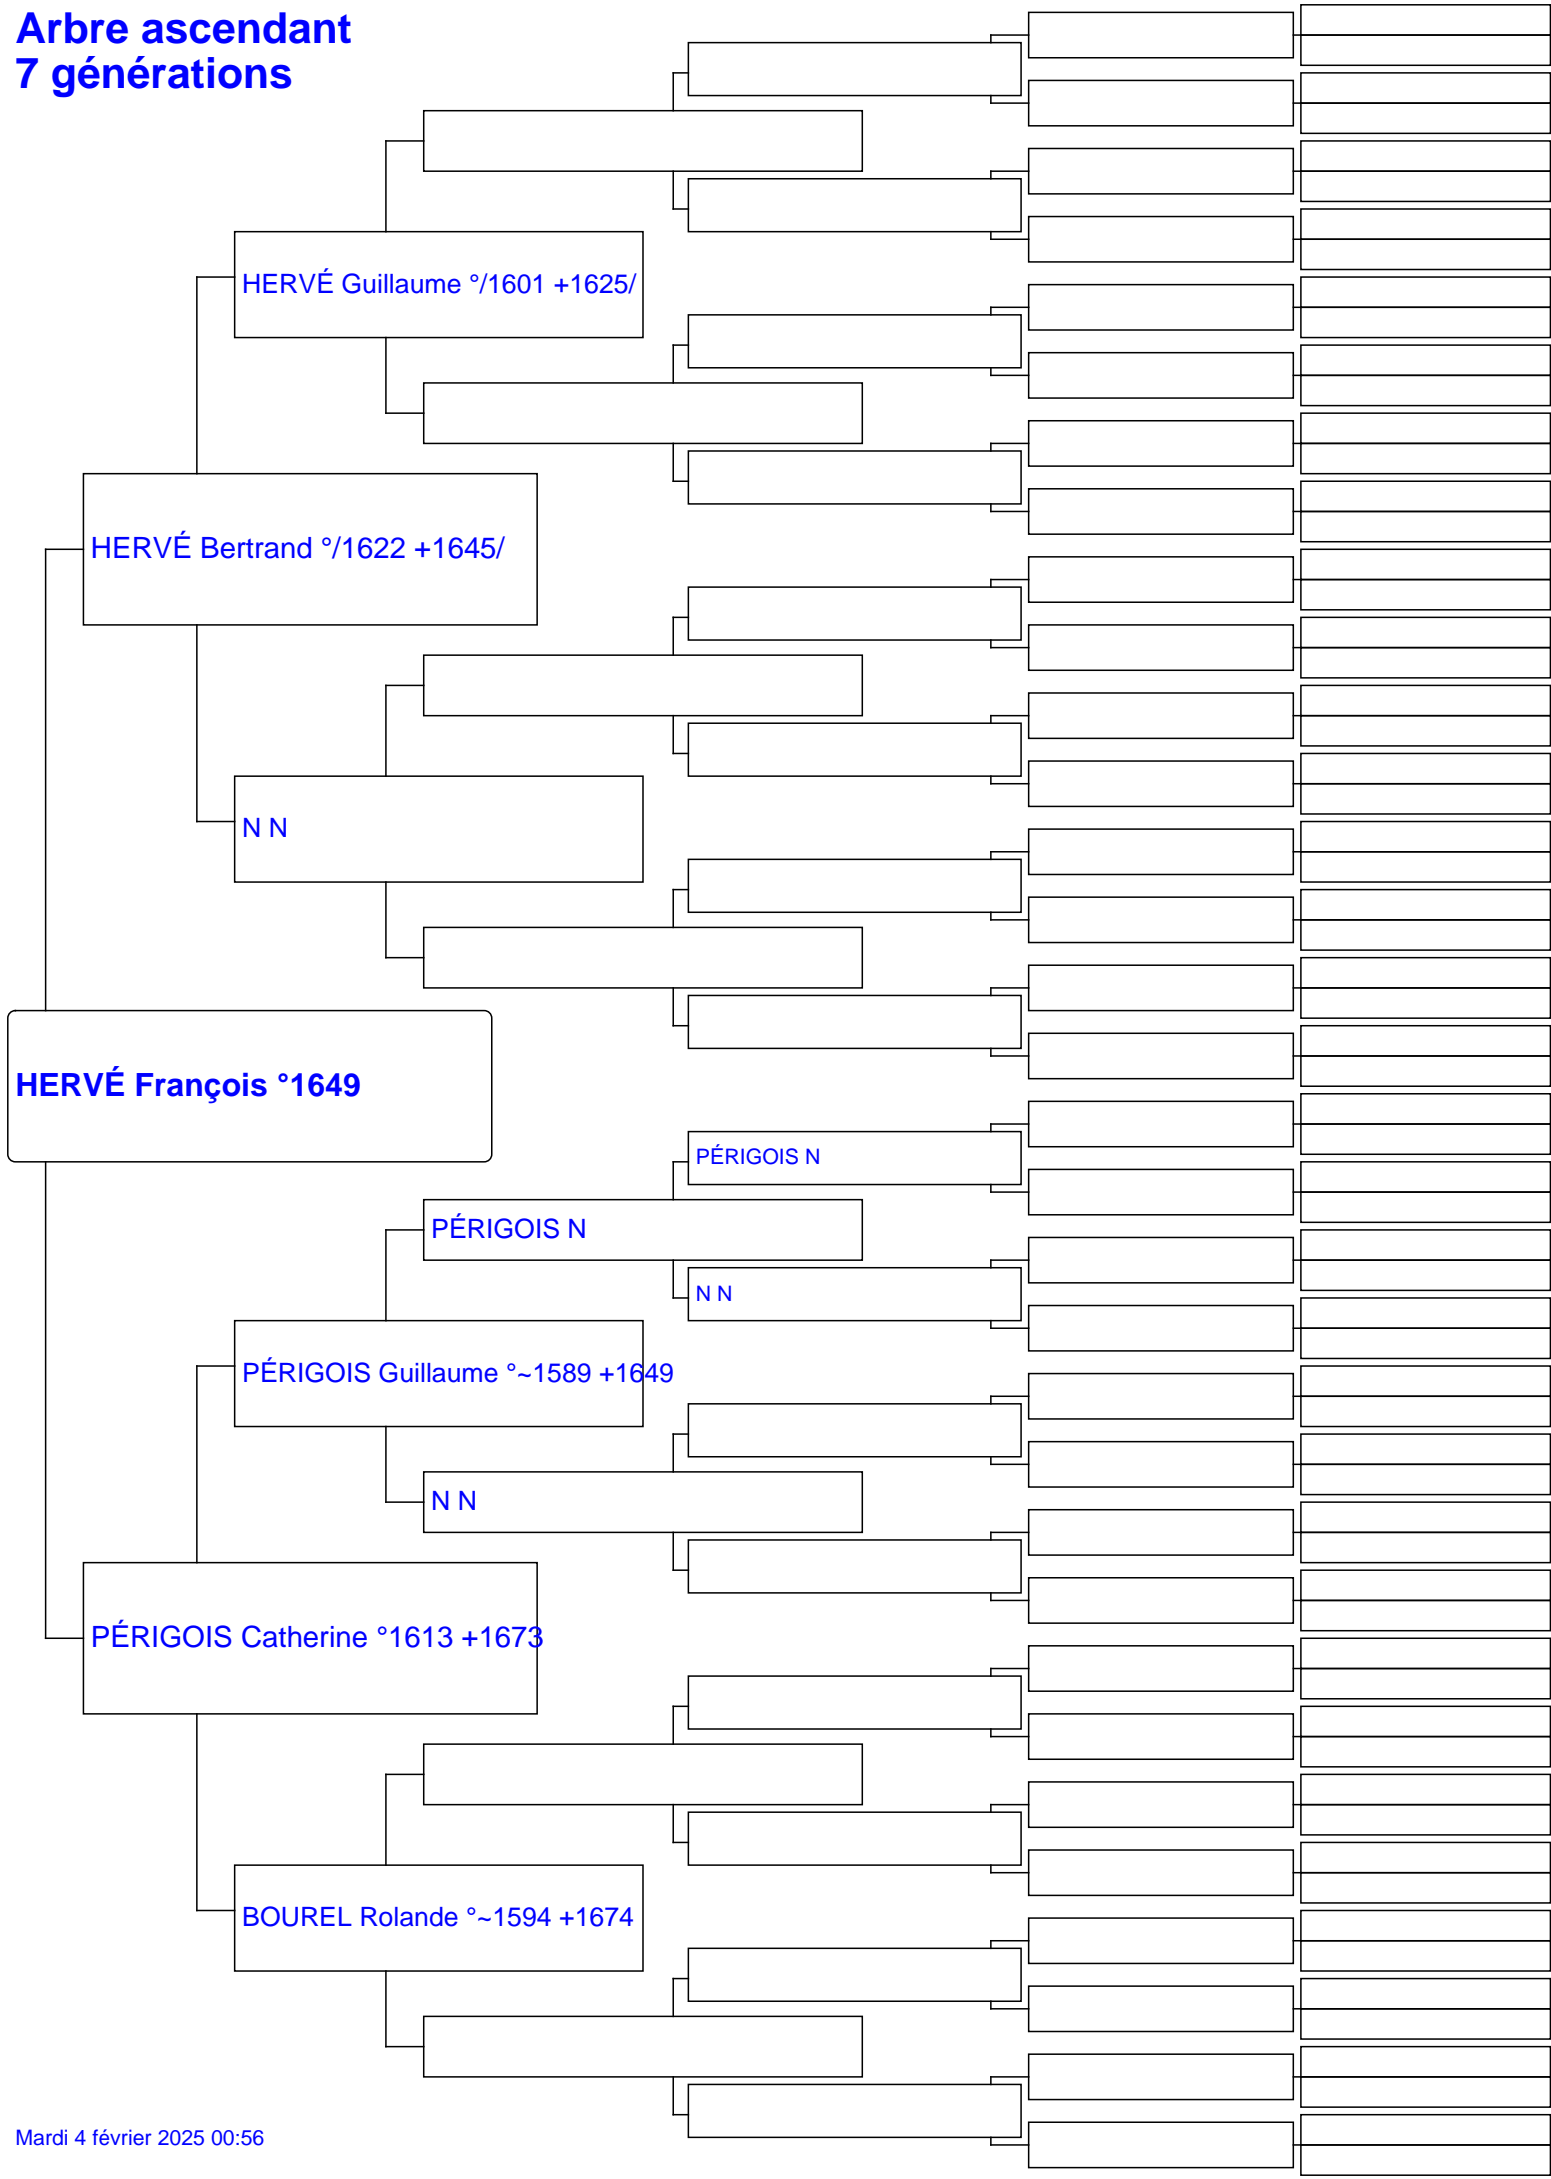 Arbre ascendant
7 générations
HERVÉ Guillaume °/1601 +1625/
HERVÉ Bertrand °/1622 +1645/
N N
HERVÉ François °1649
PÉRIGOIS N
PÉRIGOIS N
N N
PÉRIGOIS Guillaume °~1589 +1649
N N
PÉRIGOIS Catherine °1613 +1673
BOUREL Rolande °~1594 +1674
Mardi 4 février 2025 00:56